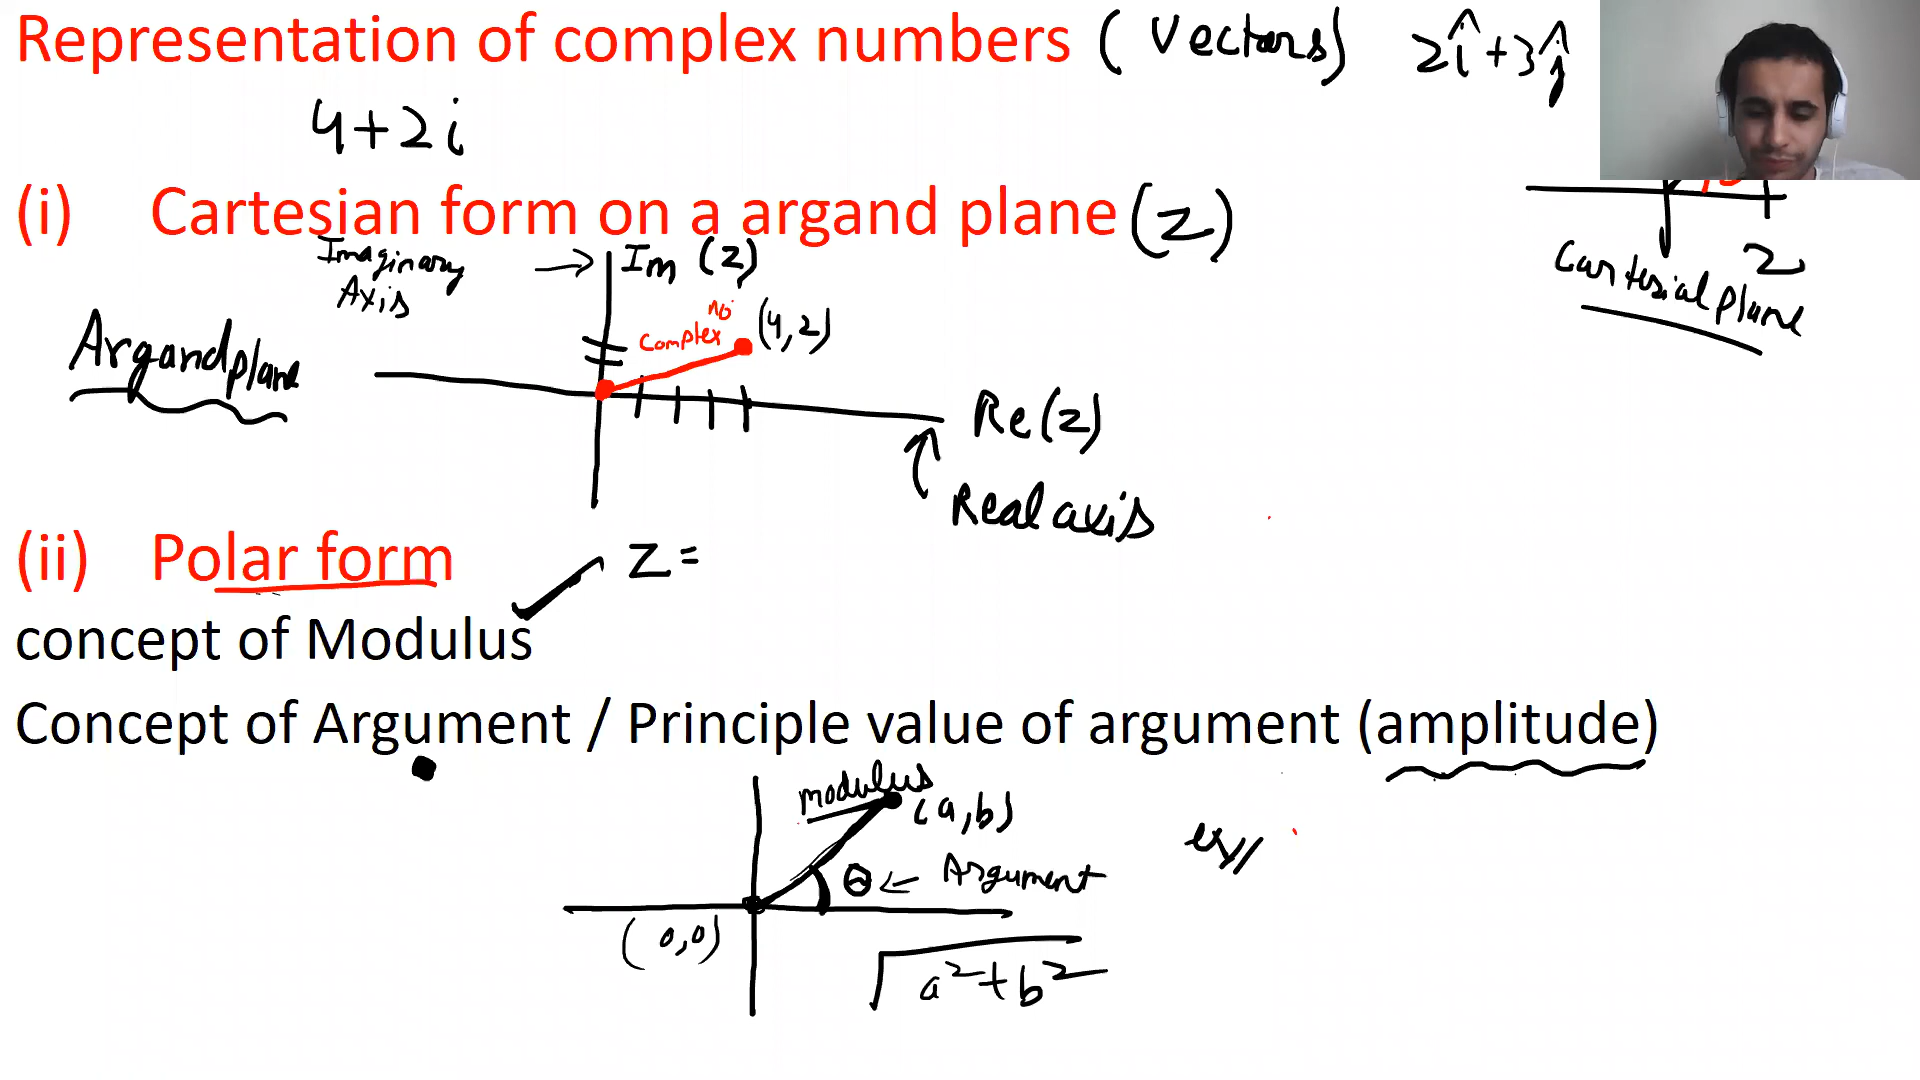 Representation of complex numbers (Vectors) 2î+3ĵ
4+2i
(i) Cartesian form on a argand plane (z)
Imaginary
Axis
→ Im (z)
Complex no
(4,2)
Argand plane
Re(z)
Real axis
2
Cartesial plane
(ii) Polar form
z=
concept of Modulus
Concept of Argument / Principle value of argument (amplitude)
modulus
(a,b)
θ ← Argument
(0,0)
√a²+b²